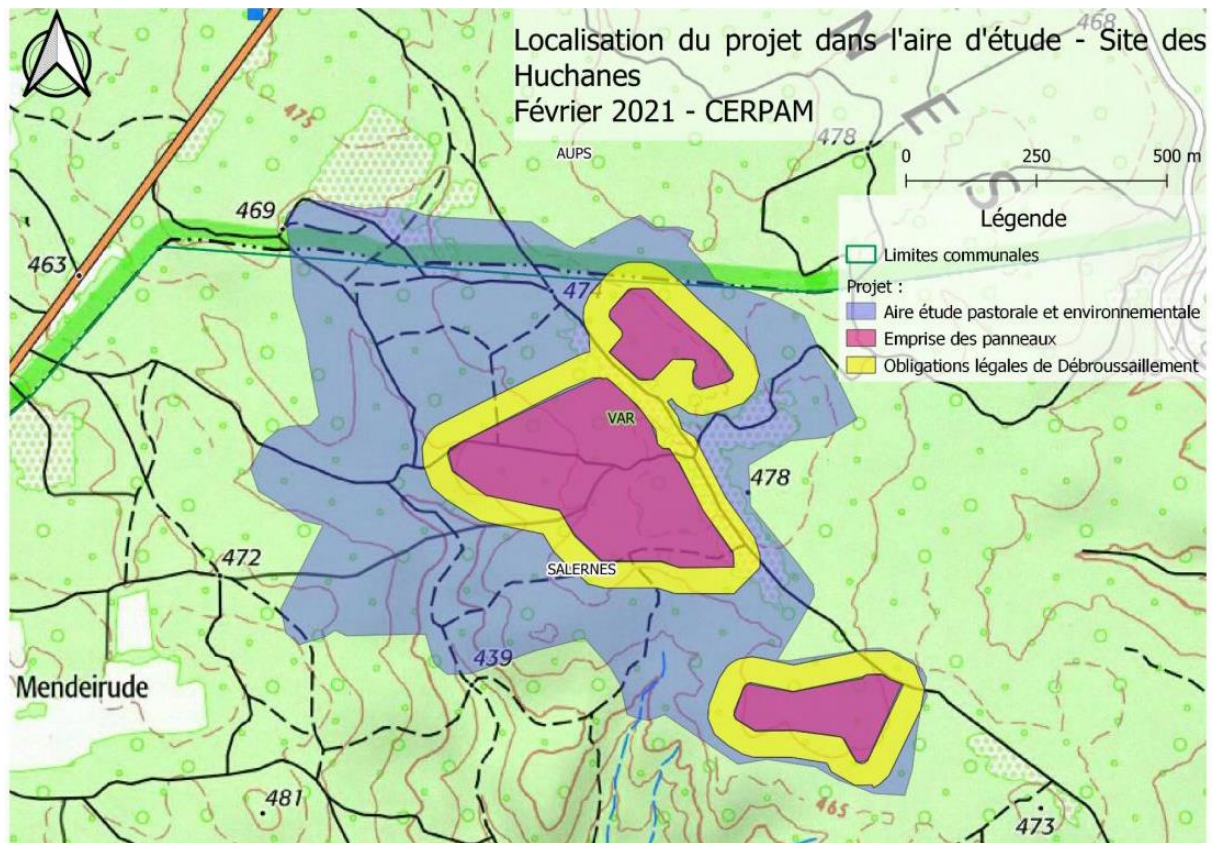 Localisation du projet dans l'aire d'étude - Site des
Huchanes
Février 2021 - CERPAM
N
E
S
468
475
478
AUPS
0 250 500 m
Légende
Limites communales
Projet :
Aire étude pastorale et environnementale
Emprise des panneaux
Obligations légales de Débroussaillement
469
463
474
VAR
478
472
SALERNES
439
Mendeirude
481
465
473